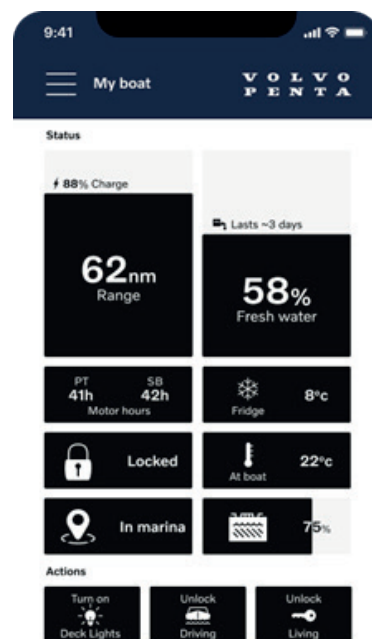 9:41
My boat
VOLVO
PENTA
Status
88% Charge
Lasts ~3 days
62nm
Range
58%
Fresh water
PT SB
41h 42h
Motor hours
8°c
Fridge
Locked
22°c
At boat
In marina
75%
Actions
Turn on
Deck Lights
Unlock
Driving
Unlock
Living